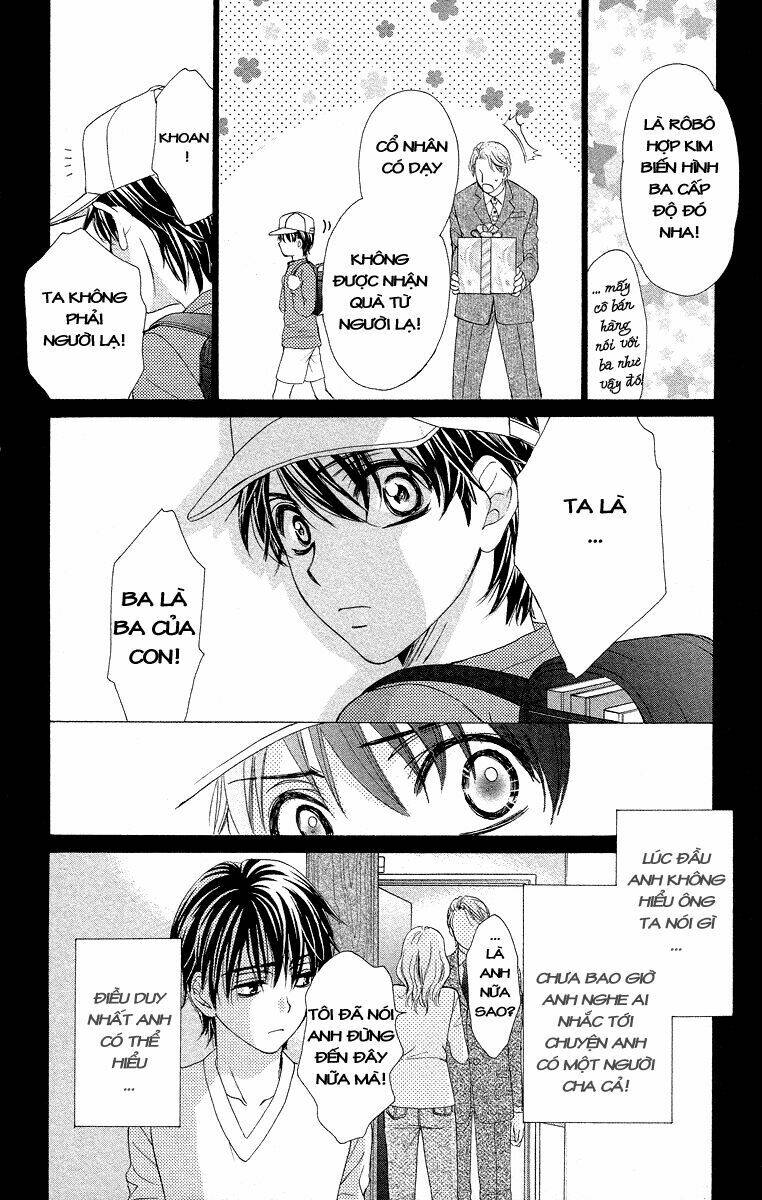 LÀ RÔBÔ
HỢP KIM
BIẾN HÌNH
BA CẤP
ĐỘ ĐÓ
NHA!
... mấy
cô bán
hàng
nói với
ba như
vậy đó!
CỔ NHÂN
CÓ DẠY
KHÔNG
ĐƯỢC NHẬN
QUÀ TỪ
NGƯỜI LẠ!
KHOAN
!
TA KHÔNG
PHẢI
NGƯỜI LẠ!
TA LÀ
...
BA LÀ
BA CỦA
CON!
LÚC ĐẦU
ANH KHÔNG
HIỂU ÔNG
TA NÓI GÌ
...
CHƯA BAO GIỜ
ANH NGHE AI
NHẮC TỚI
CHUYỆN ANH
CÓ MỘT NGƯỜI
CHA CẢ!
...
LÀ
ANH
NỮA
SAO?
TÔI ĐÃ NÓI
ANH ĐỪNG
ĐẾN ĐÂY
NỮA MÀ!
ĐIỀU DUY
NHẤT ANH
CÓ THỂ
HIỂU
...